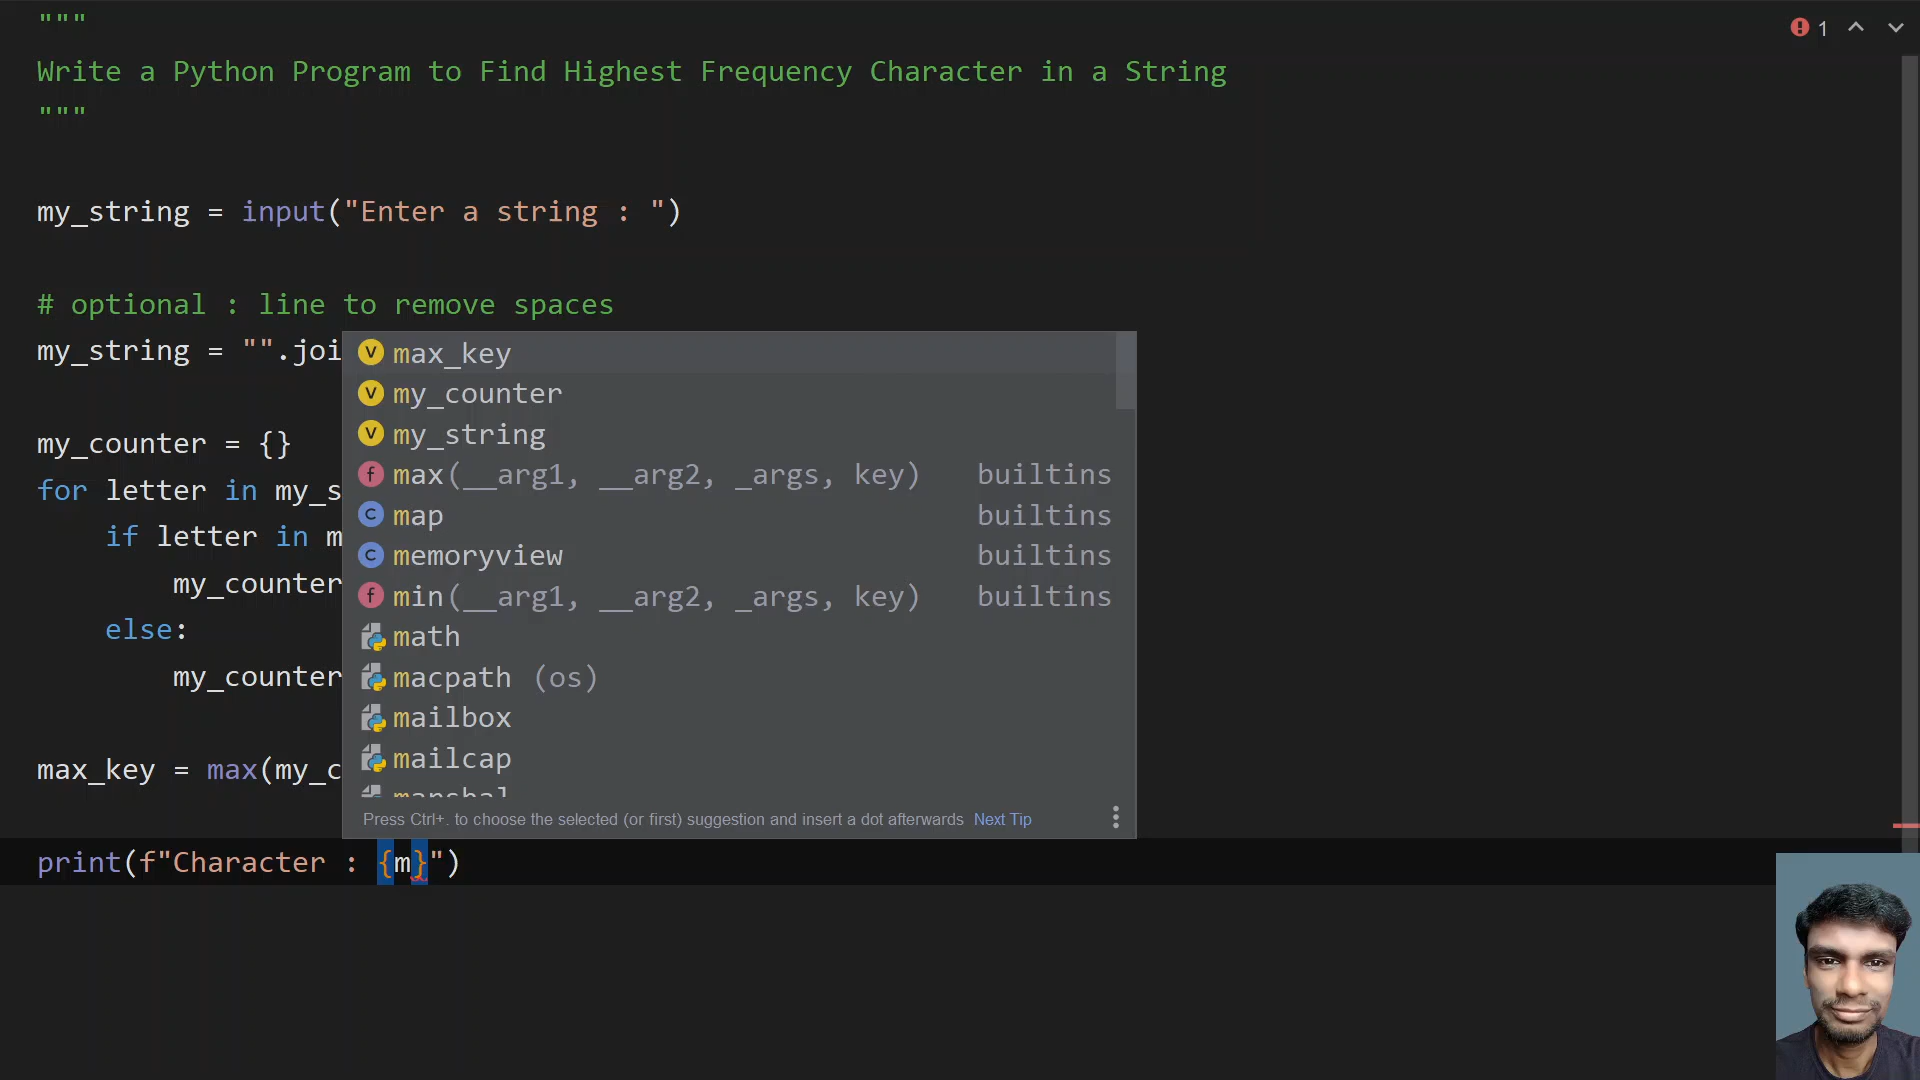 """
Write a Python Program to Find Highest Frequency Character in a String
"""
1
my_string = input("Enter a string : ")
# optional : line to remove spaces
my_string = "".joi
my_counter = {}
for letter in my_s
if letter in m
my_counter
else:
my_counter
max_key = max(my_c
max_key
my_counter
my_string
max(__arg1, __arg2, _args, key) builtins
map builtins
memoryview builtins
min(__arg1, __arg2, _args, key) builtins
math
macpath (os)
mailbox
mailcap
Press Ctrl+. to choose the selected (or first) suggestion and insert a dot afterwards Next Tip
print(f"Character : {m}")